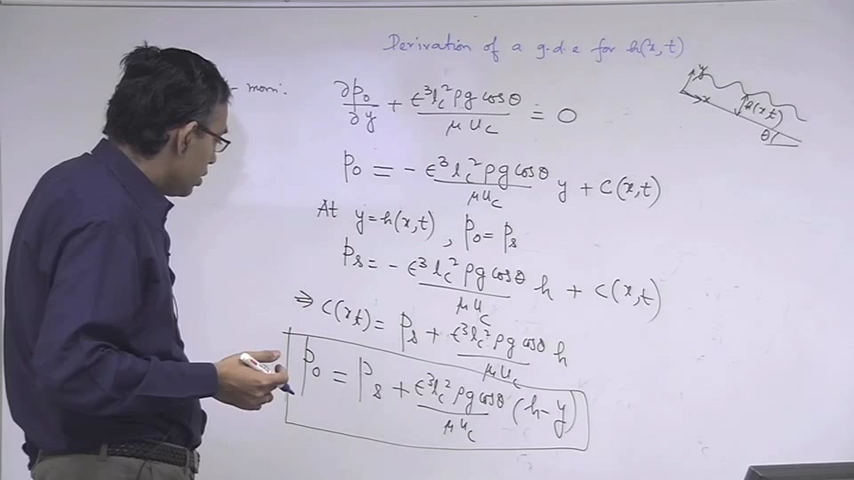 Derivation of a g.d.e for h(x,t)
- mom:
∂p₀/∂y + ϵ³l_c²ρg cosθ/μu_c = 0
p₀ = - ϵ³l_c²ρg cosθ/μu_c y + C(x,t)
At y=h(x,t), p₀=p_s
p_s = - ϵ³l_c²ρg cosθ/μu_c h + C(x,t)
⇒ C(x,t) = p_s + ϵ³l_c²ρg cosθ/μu_c h
p₀ = p_s + ϵ³l_c²ρg cosθ/μu_c (h-y)
y
x
h(x,t)
θ